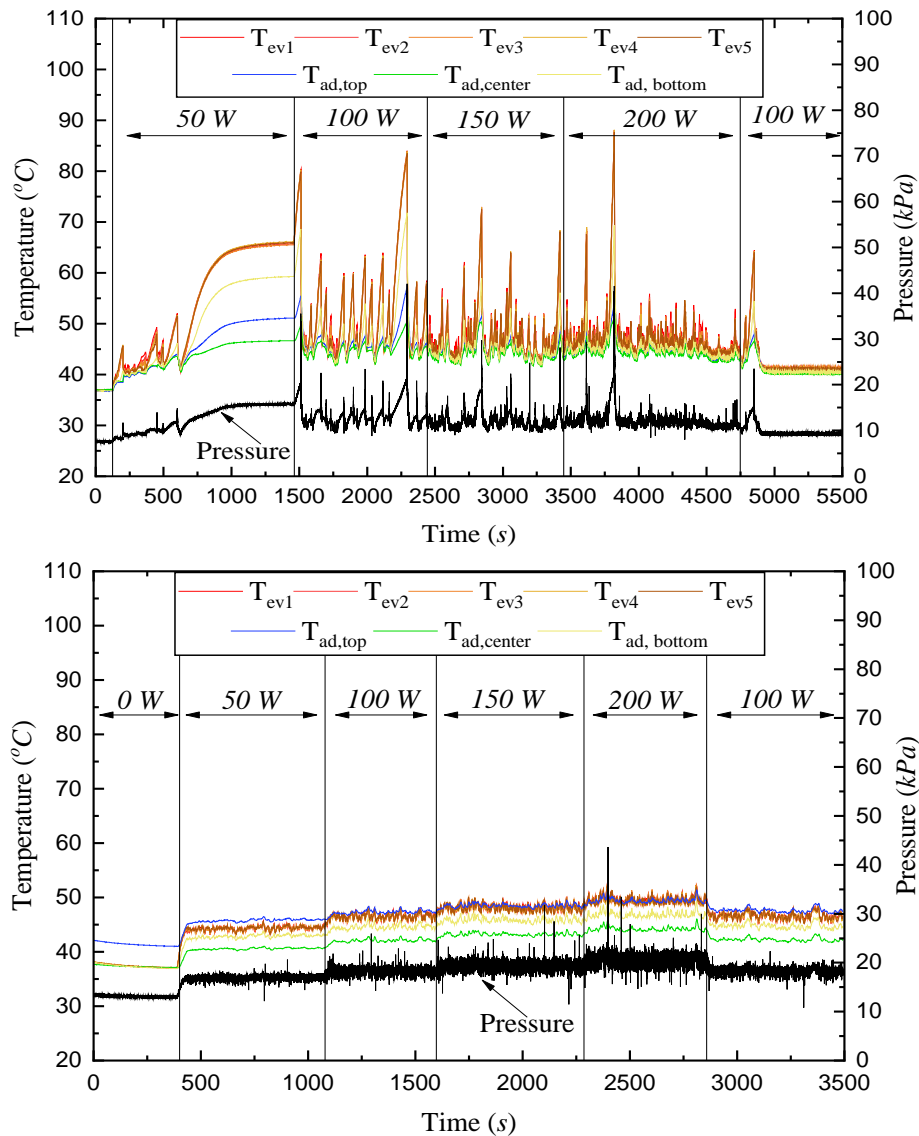 T_ev1 T_ev2 T_ev3 T_ev4 T_ev5
T_ad,top T_ad,center T_ad, bottom
50 W 100 W 150 W 200 W 100 W
Pressure
110
100
90
80
70
60
50
40
30
20
Temperature (°C)
100
90
80
70
60
50
40
30
20
10
0
Pressure (kPa)
0 500 1000 1500 2000 2500 3000 3500 4000 4500 5000 5500
Time (s)
T_ev1 T_ev2 T_ev3 T_ev4 T_ev5
T_ad,top T_ad,center T_ad, bottom
0 W 50 W 100 W 150 W 200 W 100 W
Pressure
110
100
90
80
70
60
50
40
30
20
Temperature (°C)
100
90
80
70
60
50
40
30
20
10
0
Pressure (kPa)
0 500 1000 1500 2000 2500 3000 3500
Time (s)